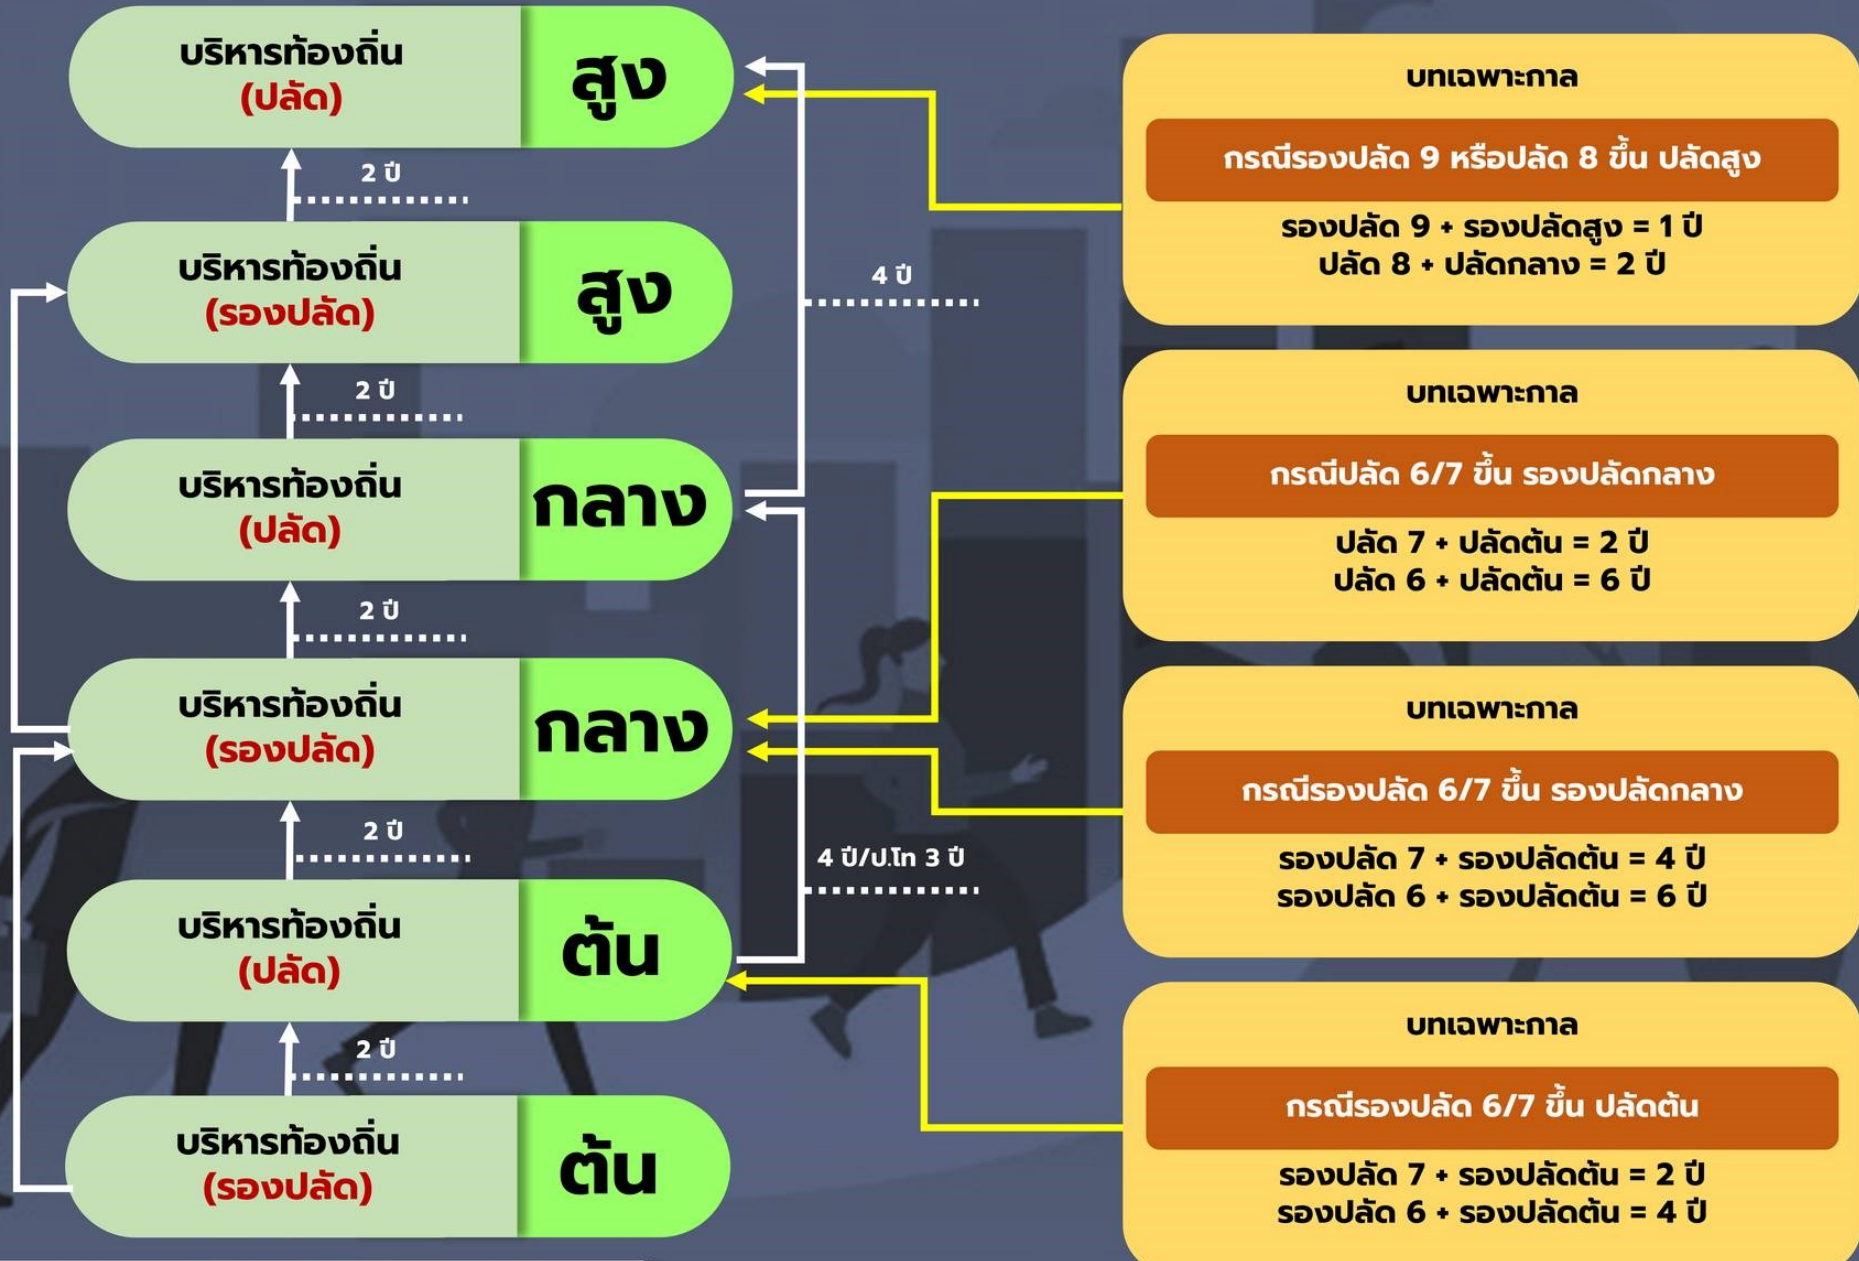 บริหารท้องถิ่น
(ปลัด)
สูง
2 ปี
บริหารท้องถิ่น
(รองปลัด)
สูง
2 ปี
บริหารท้องถิ่น
(ปลัด)
กลาง
2 ปี
บริหารท้องถิ่น
(รองปลัด)
กลาง
2 ปี
บริหารท้องถิ่น
(ปลัด)
ต้น
2 ปี
บริหารท้องถิ่น
(รองปลัด)
ต้น
4 ปี
4 ปี/ป.โท 3 ปี
บทเฉพาะกาล
กรณีรองปลัด 9 หรือปลัด 8 ขึ้น ปลัดสูง
รองปลัด 9 + รองปลัดสูง = 1 ปี
ปลัด 8 + ปลัดกลาง = 2 ปี
บทเฉพาะกาล
กรณีปลัด 6/7 ขึ้น รองปลัดกลาง
ปลัด 7 + ปลัดต้น = 2 ปี
ปลัด 6 + ปลัดต้น = 6 ปี
บทเฉพาะกาล
กรณีรองปลัด 6/7 ขึ้น รองปลัดกลาง
รองปลัด 7 + รองปลัดต้น = 4 ปี
รองปลัด 6 + รองปลัดต้น = 6 ปี
บทเฉพาะกาล
กรณีรองปลัด 6/7 ขึ้น ปลัดต้น
รองปลัด 7 + รองปลัดต้น = 2 ปี
รองปลัด 6 + รองปลัดต้น = 4 ปี